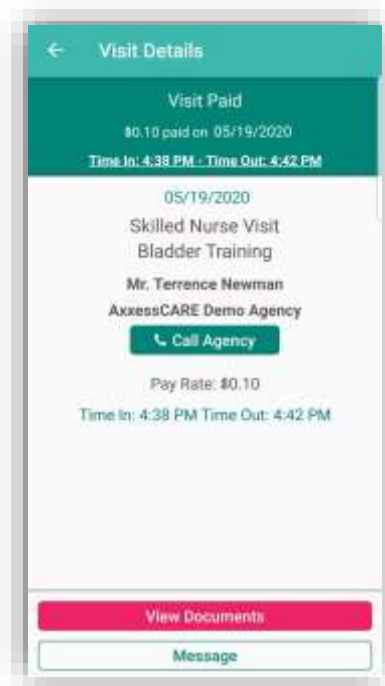 Visit Details
Visit Paid
$0.10 paid on 05/19/2020
Time In: 4:38 PM - Time Out: 4:42 PM
05/19/2020
Skilled Nurse Visit
Bladder Training
Mr. Terrence Newman
AxxessCARE Demo Agency
Call Agency
Pay Rate: $0.10
Time In: 4:38 PM Time Out: 4:42 PM
View Documents
Message